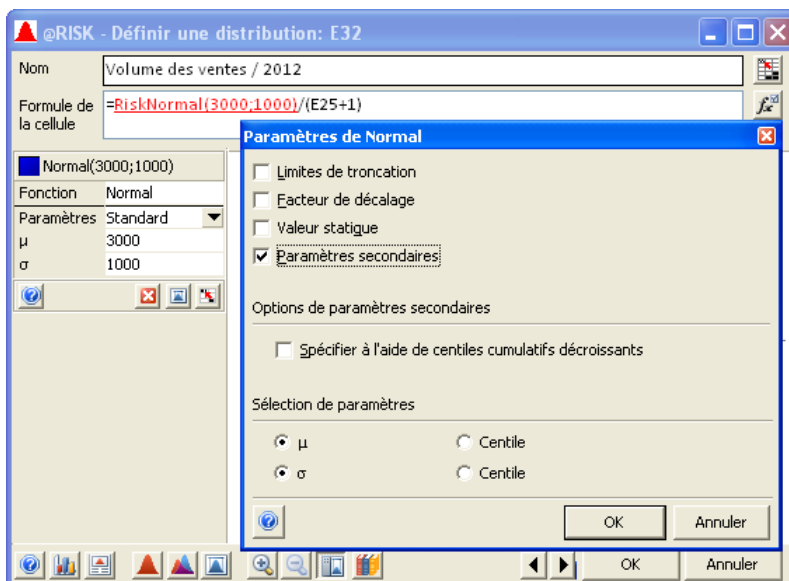 @RISK - Définir une distribution: E32
Nom
Volume des ventes / 2012
Formule de la cellule
=RiskNormal(3000;1000)/(E25+1)
Normal(3000;1000)
Fonction Normal
Paramètres Standard
μ 3000
σ 1000
Paramètres de Normal
Limites de troncation
Facteur de décalage
Valeur statique
Paramètres secondaires
Options de paramètres secondaires
Spécifier à l'aide de centiles cumulatifs décroissants
Sélection de paramètres
μ Centile
σ Centile
OK Annuler
OK Annuler